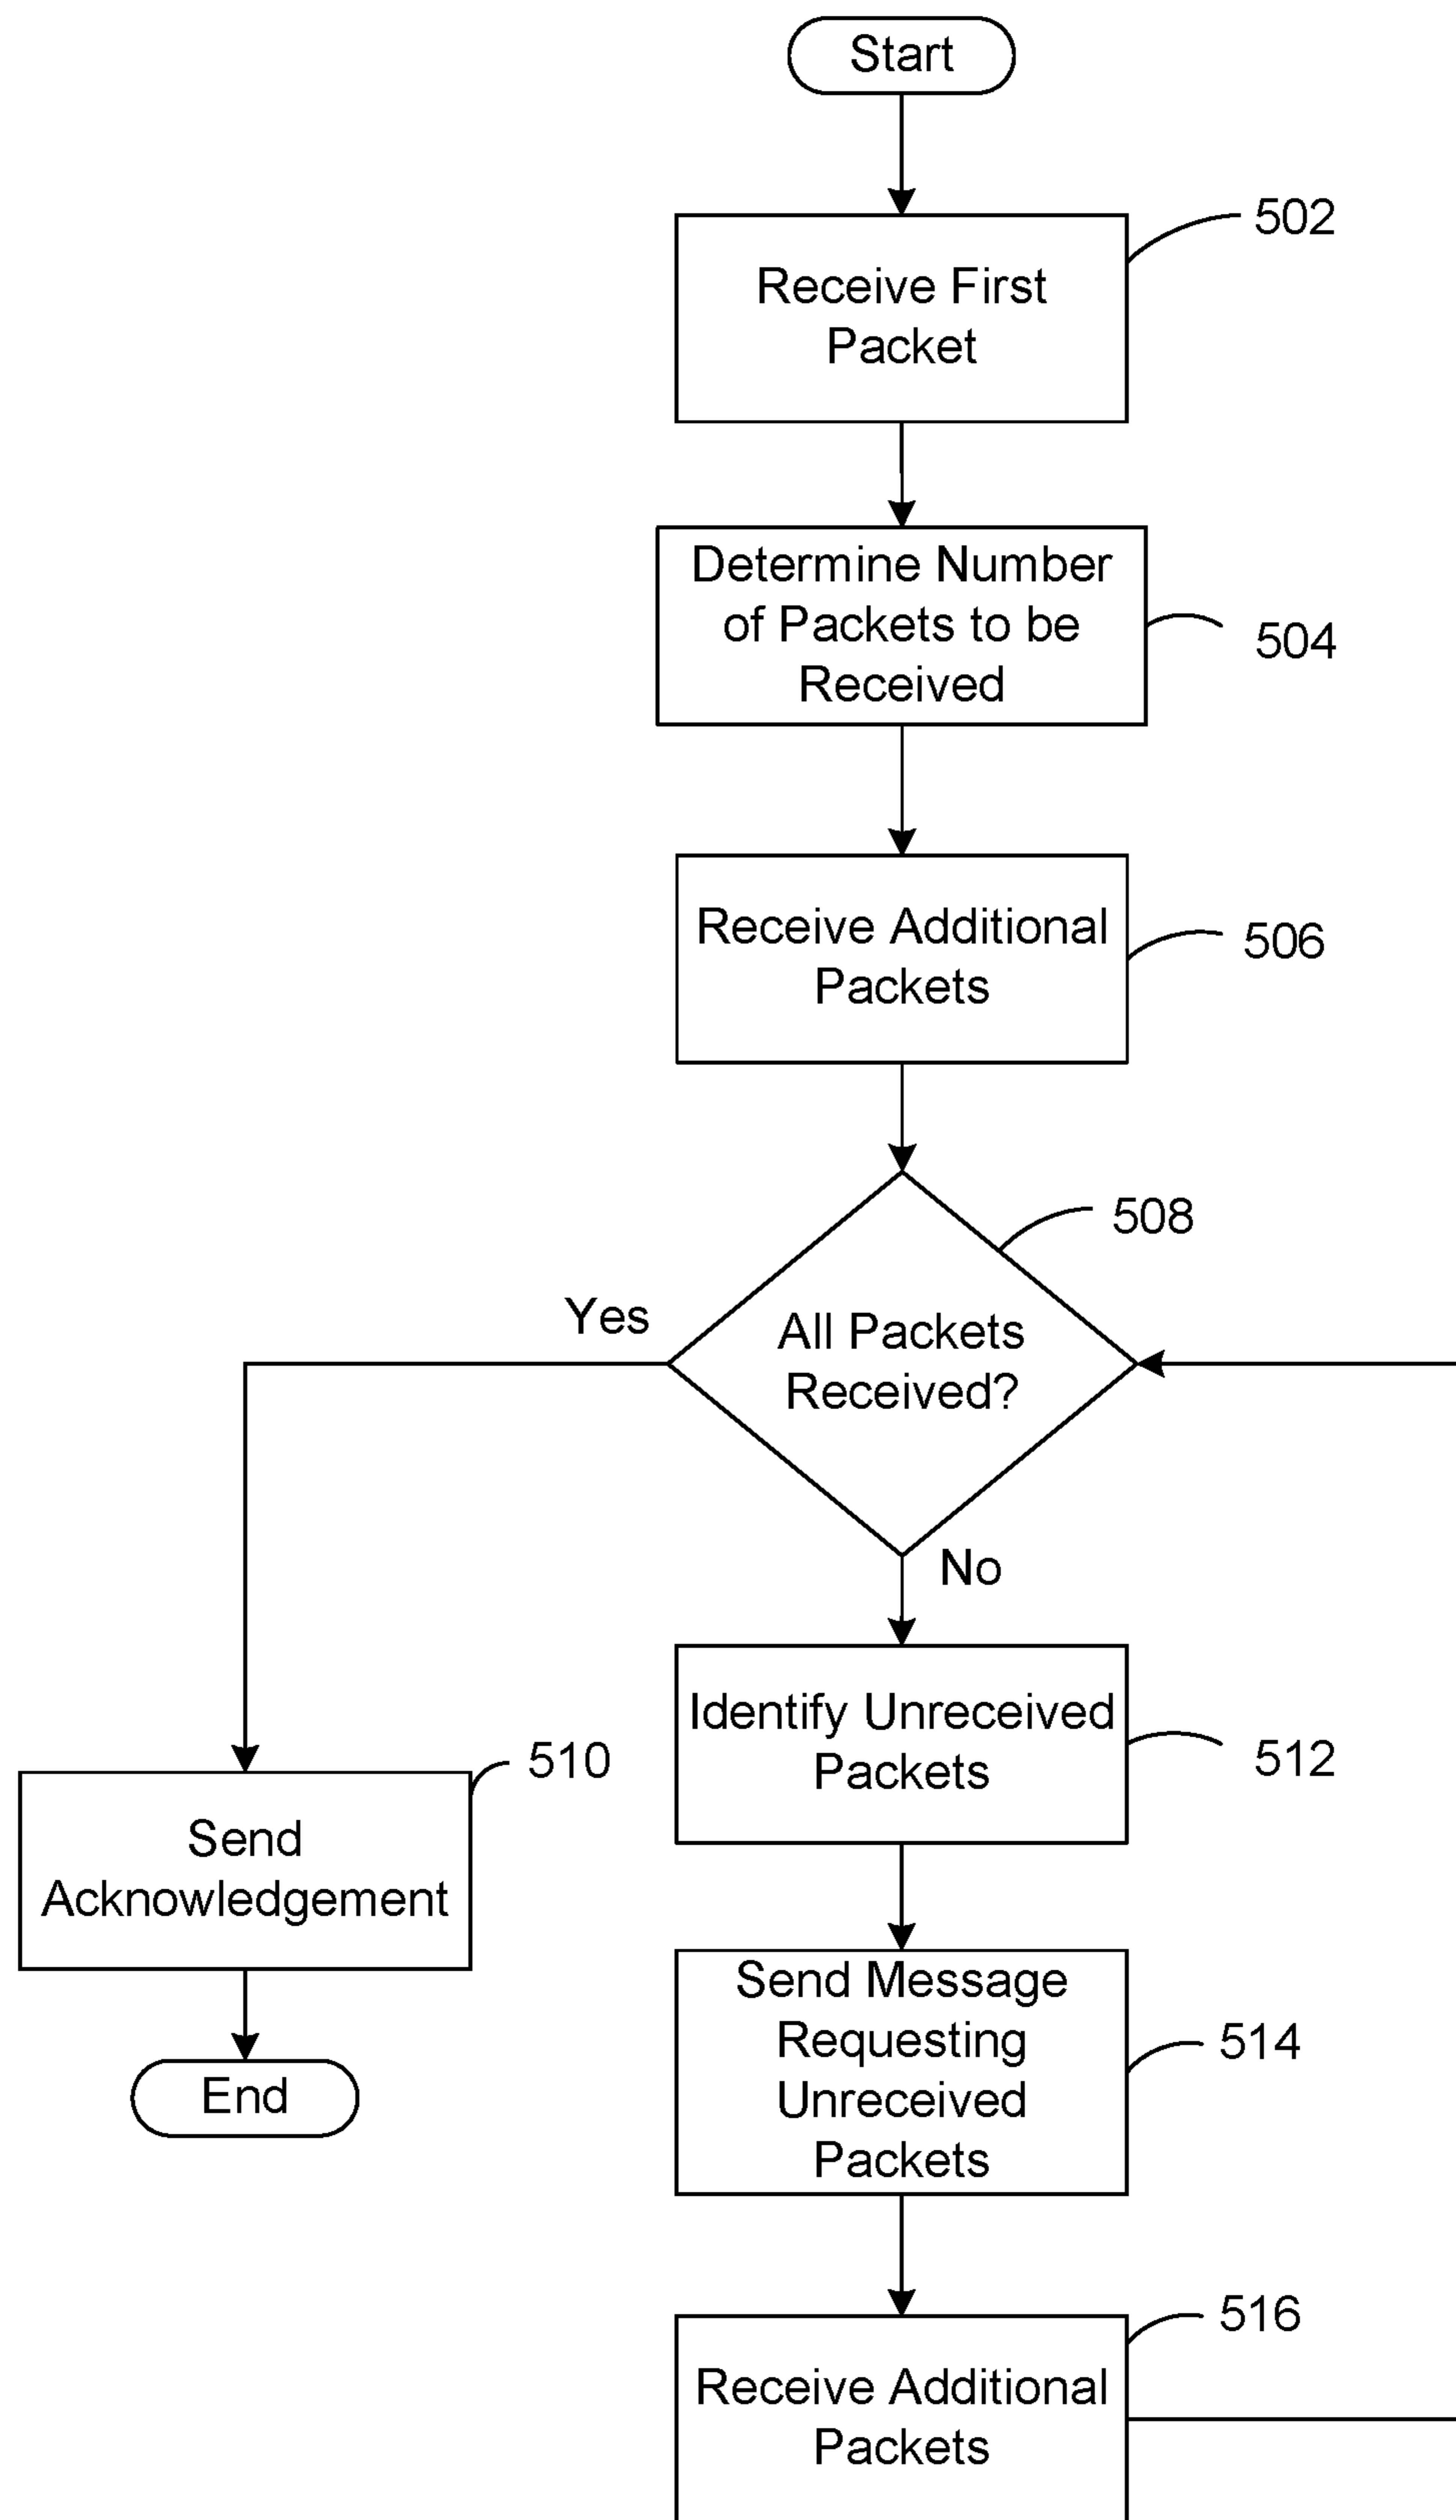 Start
502
Receive First
Packet
Determine Number
of Packets to be
Received
504
Receive Additional
Packets
506
508
Yes
All Packets
Received?
No
Identify Unreceived
Packets
512
510
Send
Acknowledgement
Send Message
Requesting
Unreceived
Packets
514
End
516
Receive Additional
Packets